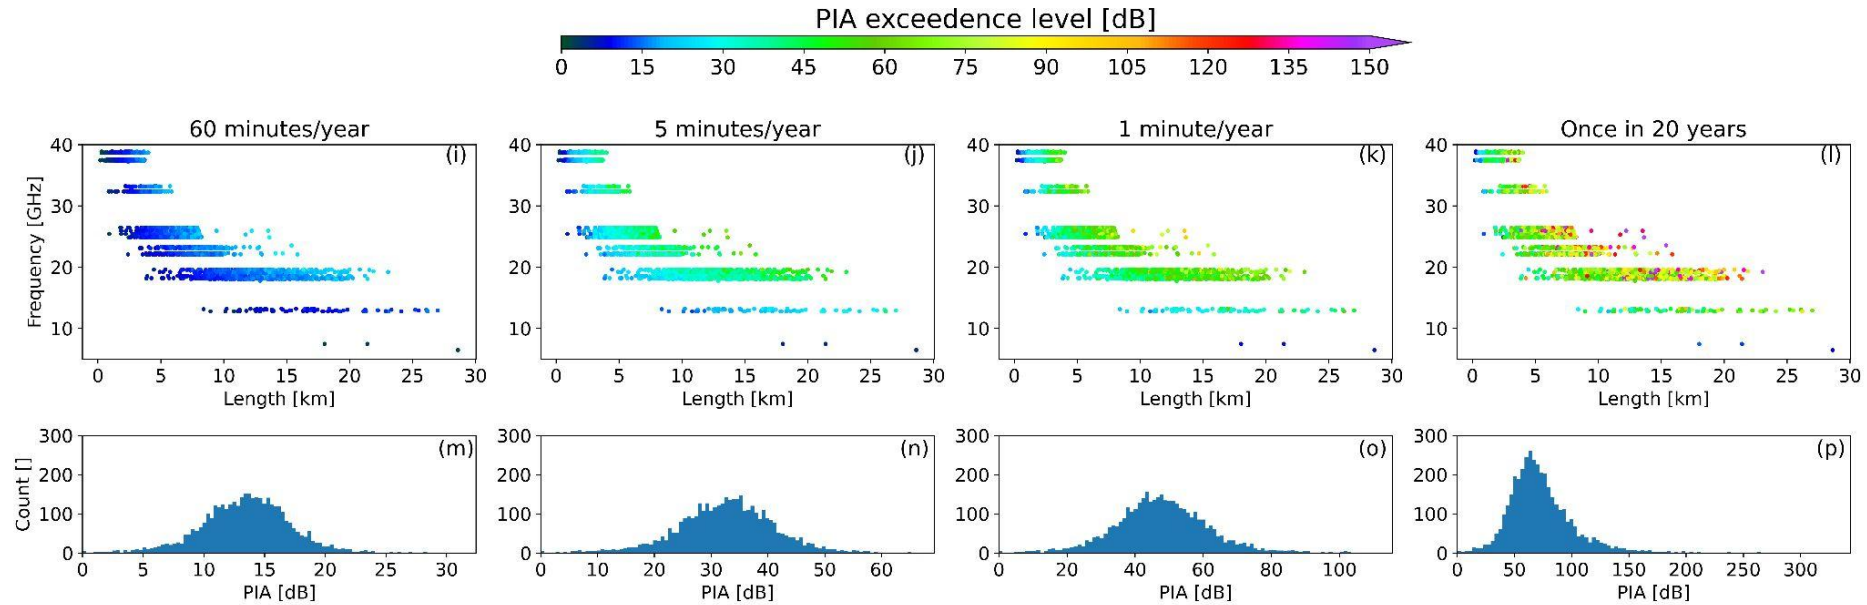 PIA exceedence level [dB]
0 15 30 45 60 75 90 105 120 135 150
60 minutes/year 5 minutes/year 1 minute/year Once in 20 years
(i) (j) (k) (l)
Frequency [GHz]
40 30 20 10
0 5 10 15 20 25 30
Length [km]
40 30 20 10
0 5 10 15 20 25 30
Length [km]
40 30 20 10
0 5 10 15 20 25 30
Length [km]
40 30 20 10
0 5 10 15 20 25 30
Length [km]
(m) (n) (o) (p)
Count []
300 200 100 0
0 5 10 15 20 25 30
PIA [dB]
300 200 100 0
0 10 20 30 40 50 60
PIA [dB]
300 200 100 0
0 20 40 60 80 100
PIA [dB]
300 200 100 0
0 50 100 150 200 250 300
PIA [dB]